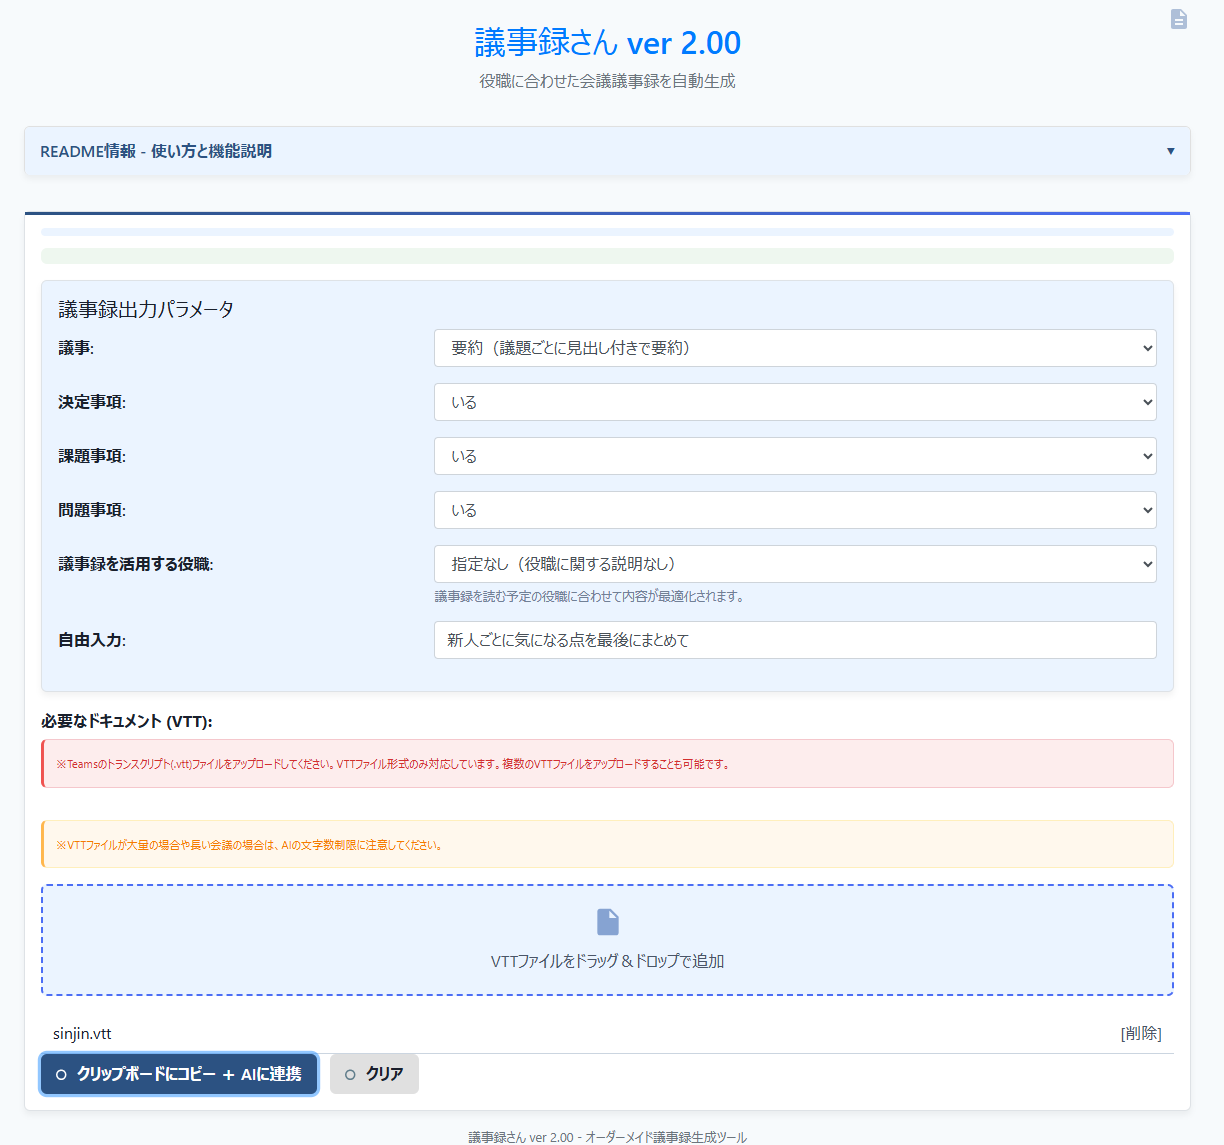 議事録さん ver 2.00
役職に合わせた会議議事録を自動生成
README情報 - 使い方と機能説明
▼
議事録出力パラメータ
議事:
要約（議題ごとに見出し付きで要約）
決定事項:
いる
課題事項:
いる
問題事項:
いる
議事録を活用する役職:
指定なし（役職に関する説明なし）
議事録を読む予定の役職に合わせて内容が最適化されます。
自由入力:
新人ごとに気になる点を最後にまとめて
必要なドキュメント (VTT):
※Teamsのトランスクリプト(.vtt)ファイルをアップロードしてください。VTTファイル形式のみ対応しています。複数のVTTファイルをアップロードすることも可能です。
※VTTファイルが大量の場合や長い会議の場合は、AIの文字数制限に注意してください。
VTTファイルをドラッグ＆ドロップで追加
sinjin.vtt
[削除]
クリップボードにコピー ＋ AIに連携
クリア
議事録さん ver 2.00 - オーダーメイド議事録生成ツール